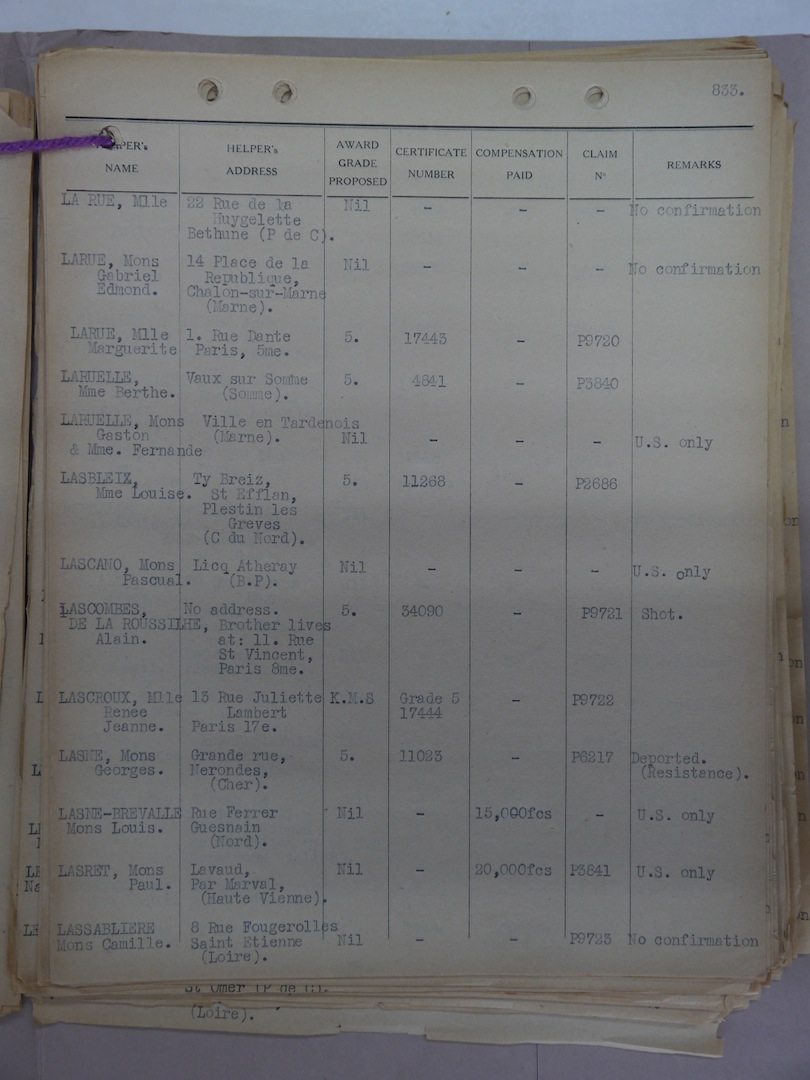 833.
HELPER's NAME
HELPER's ADDRESS
AWARD GRADE PROPOSED
CERTIFICATE NUMBER
COMPENSATION PAID
CLAIM N°
REMARKS
LA RUE, Mlle 22 Rue de la Nil - - - No confirmation
Huygelette
Bethune (P de C).
LARUE, Mons 14 Place de la Nil - - - No confirmation
Gabriel Republique,
Edmond. Chalon-sur-Marne
(Marne).
LARUE, Mlle 1. Rue Dante 5. 17443 - P9720
Marguerite Paris, 5me.
LARUELLE, Vaux sur Somme 5. 4841 - P3840
Mme Berthe. (Somme).
LARUELLE, Mons Ville en Tardenois
Gaston (Marne). Nil - - - U.S. only
& Mme. Fernande
LASBLEIX, Ty Breiz, 5. 11268 - P2686
Mme Louise. St Efflan,
Plestin les
Greves
(C du Nord).
LASCANO, Mons Licq Atheray Nil - - - U.S. only
Pascual. (B.P).
LASCOMBES, No address. 5. 34090 - P9721 Shot.
DE LA ROUSSILHE, Brother lives
Alain. at: 11. Rue
St Vincent,
Paris 8me.
LASCROUX, Mlle 13 Rue Juliette K.M.S Grade 5 - P9722
Renee Lambert 17444
Jeanne. Paris 17e.
LASNE, Mons Grande rue, 5. 11023 - P6217 Deported.
Georges. Nerondes, (Resistance).
(Cher).
LASNE-BREVALLE Rue Ferrer Nil - 15,000fcs - U.S. only
Mons Louis. Guesnain
(Nord).
LASRET, Mons Lavaud, Nil - 20,000fcs P3841 U.S. only
Paul. Par Marval,
(Haute Vienne).
LASSABLIERE 8 Rue Fougerolles
Mons Camille. Saint Etienne Nil - - P9723 No confirmation
(Loire).
St Omer (P de C).
(Loire).